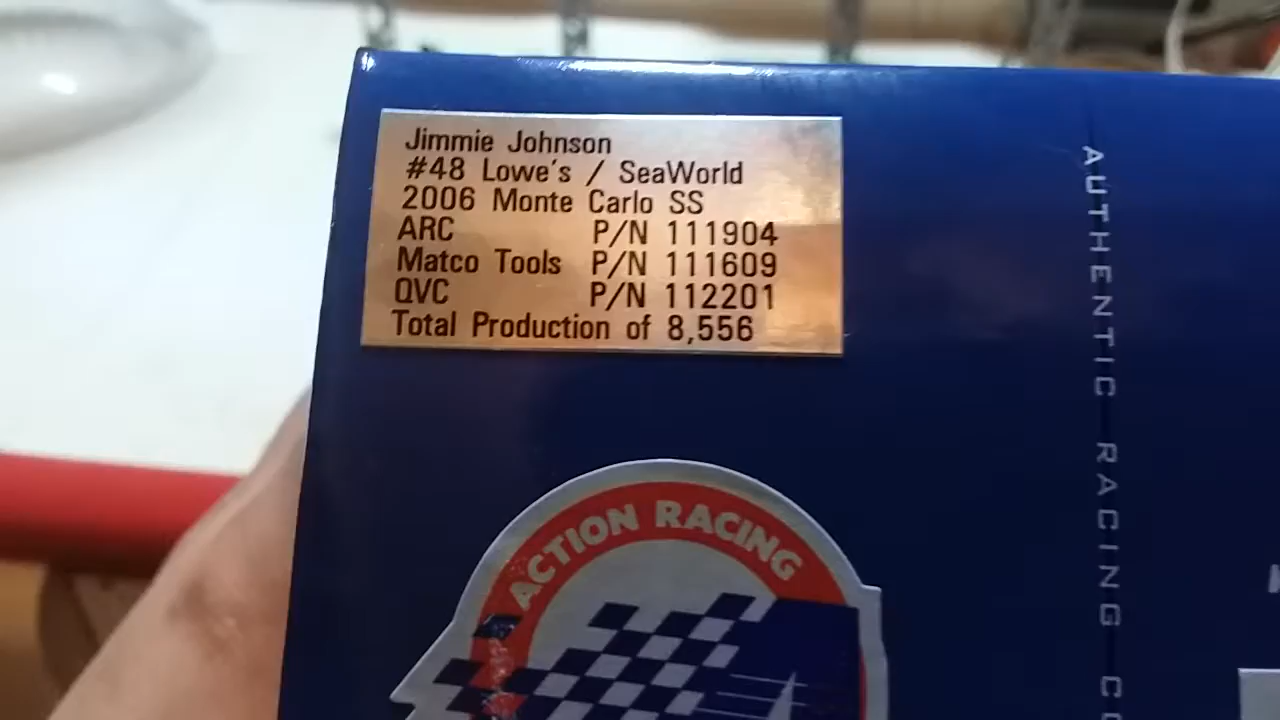 Jimmie Johnson
#48 Lowe's / SeaWorld
2006 Monte Carlo SS
ARC P/N 111904
Matco Tools P/N 111609
QVC P/N 112201
Total Production of 8,556
ACTION RACING
AUTHENTIC RACING